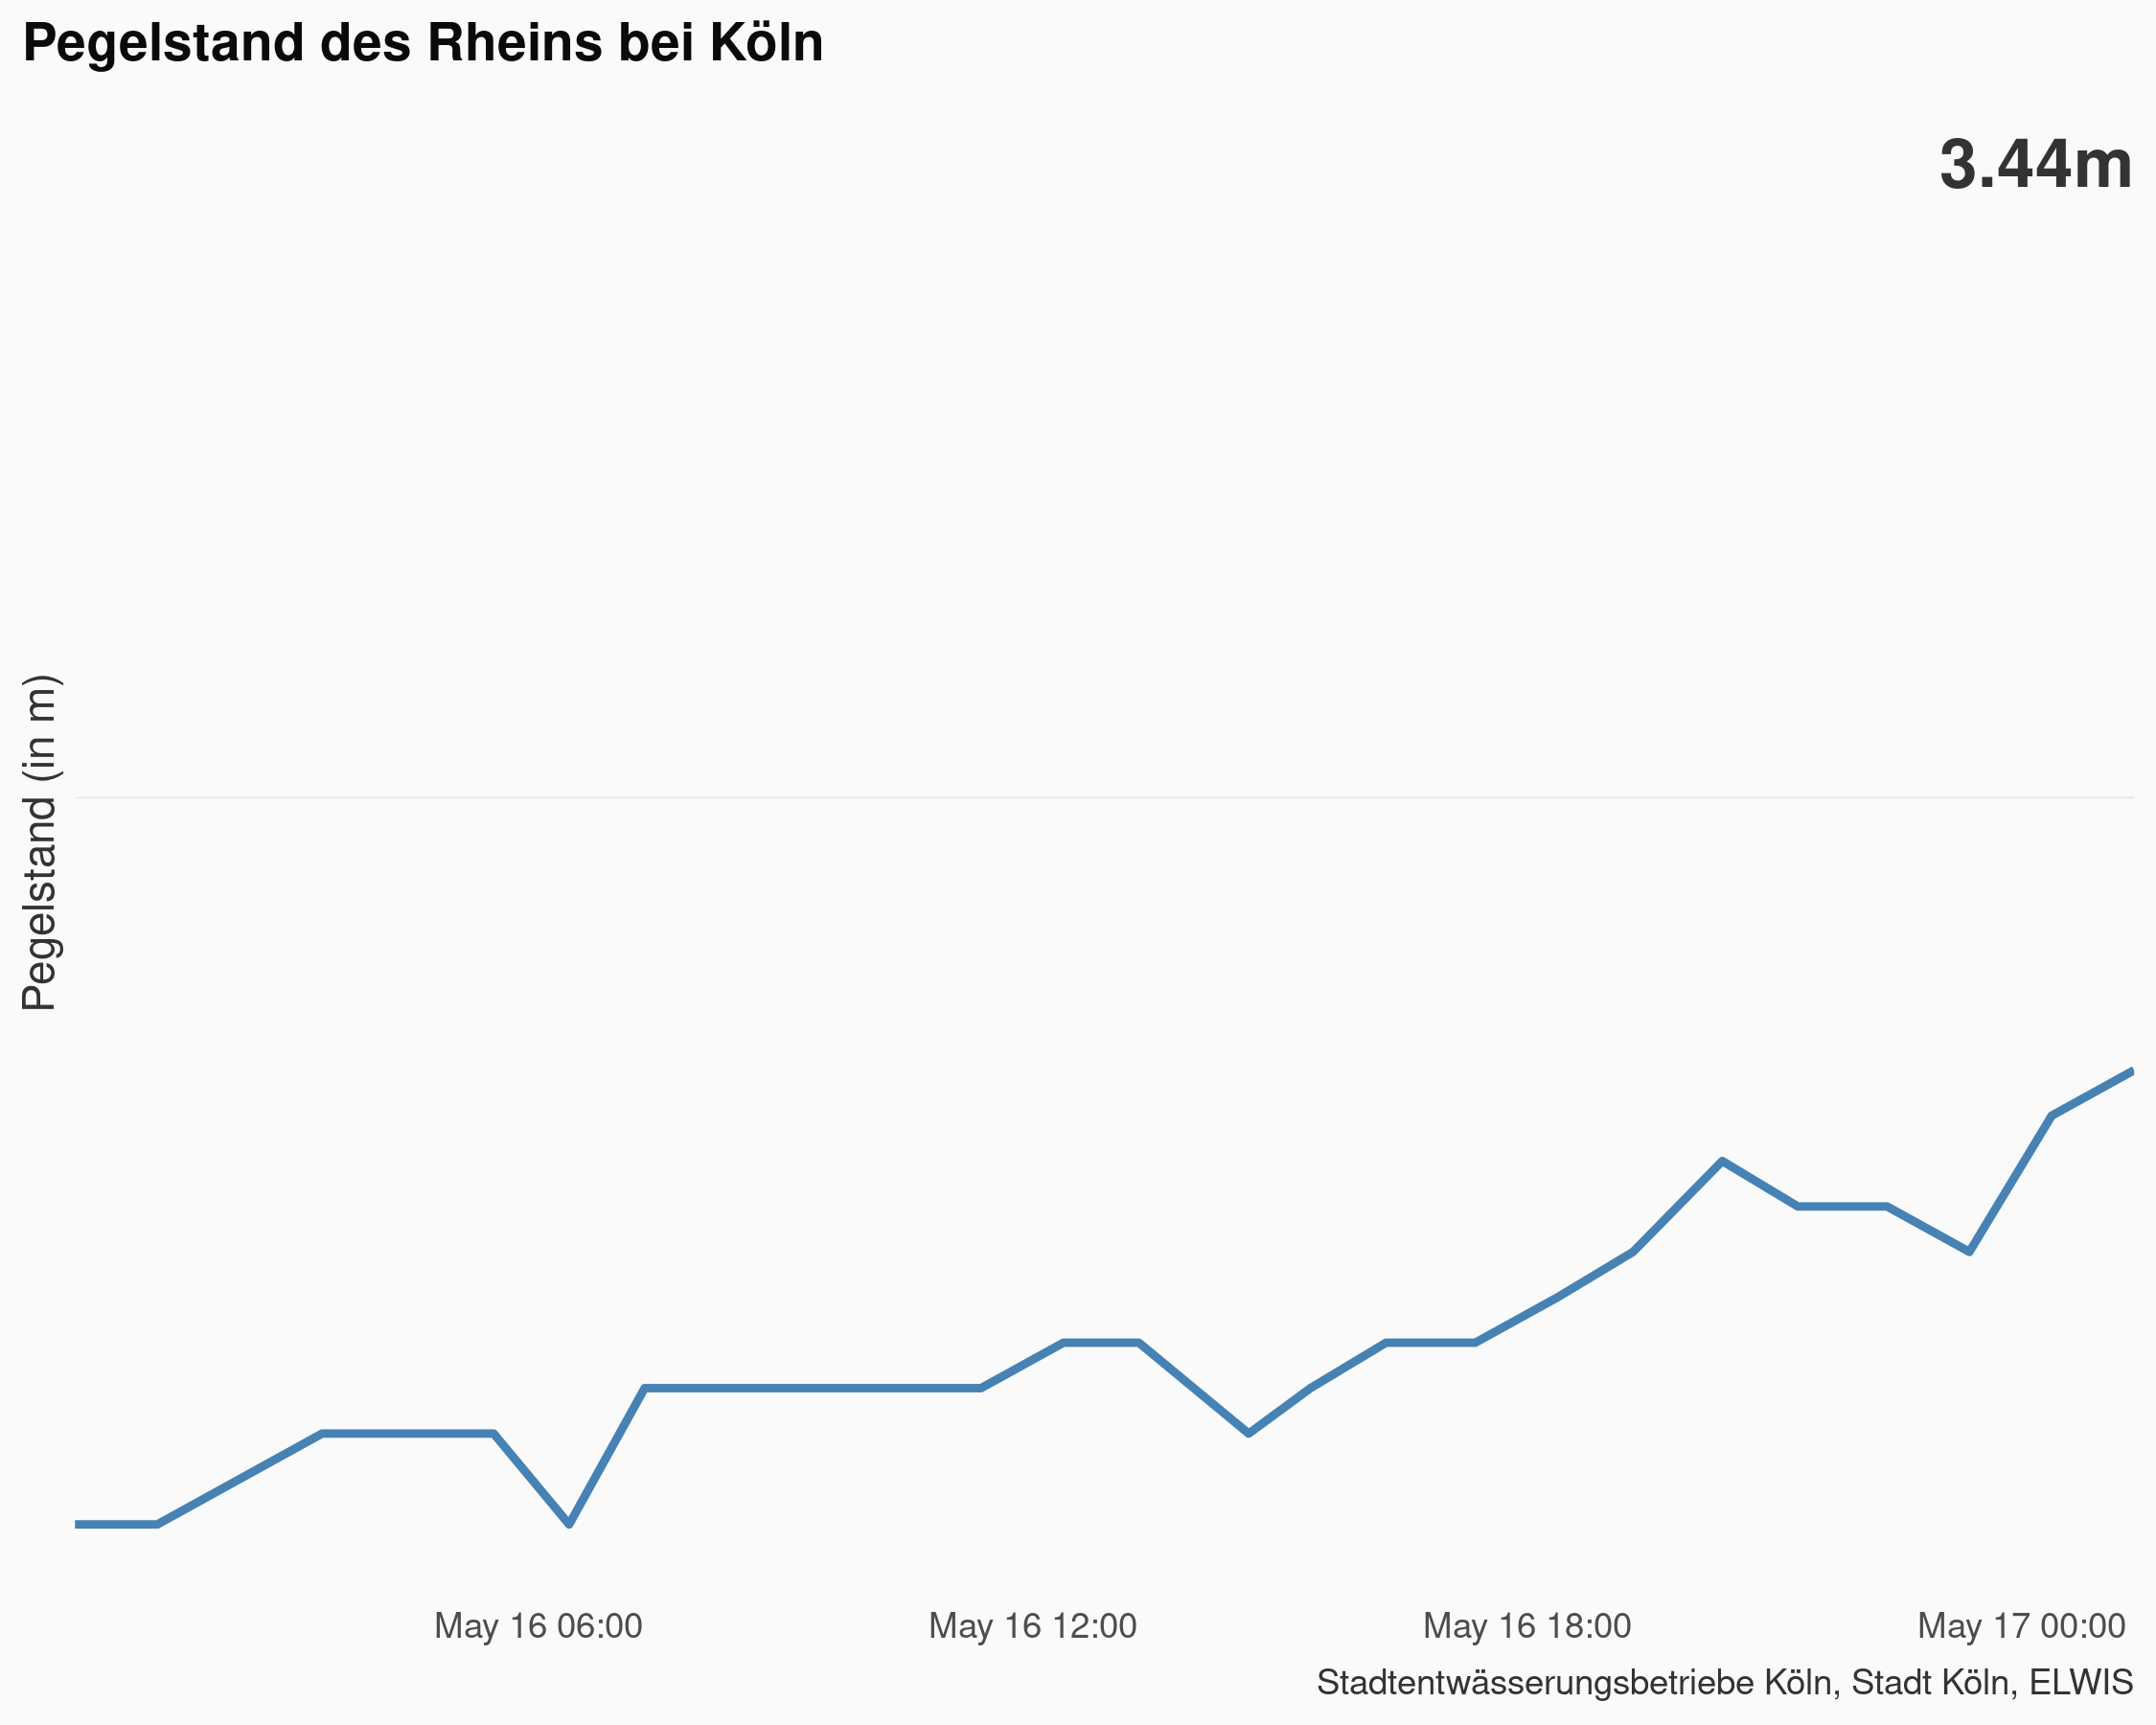 Pegelstand des Rheins bei Köln
3.44m
Pegelstand (in m)
May 16 06:00
May 16 12:00
May 16 18:00
May 17 00:00
Stadtentwässerungsbetriebe Köln, Stadt Köln, ELWIS